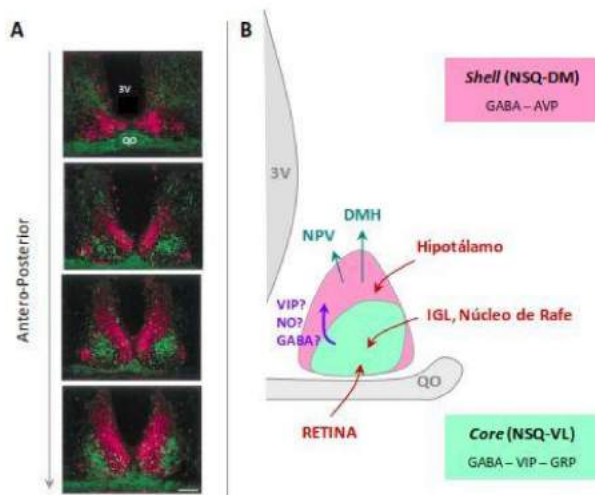 A
Antero-Posterior
3V
QO
B
Shell (NSQ-DM)
GABA – AVP
3V
DMH
NPV
Hipotálamo
VIP?
NO?
GABA?
IGL, Núcleo de Rafe
QO
RETINA
Core (NSQ-VL)
GABA – VIP – GRP